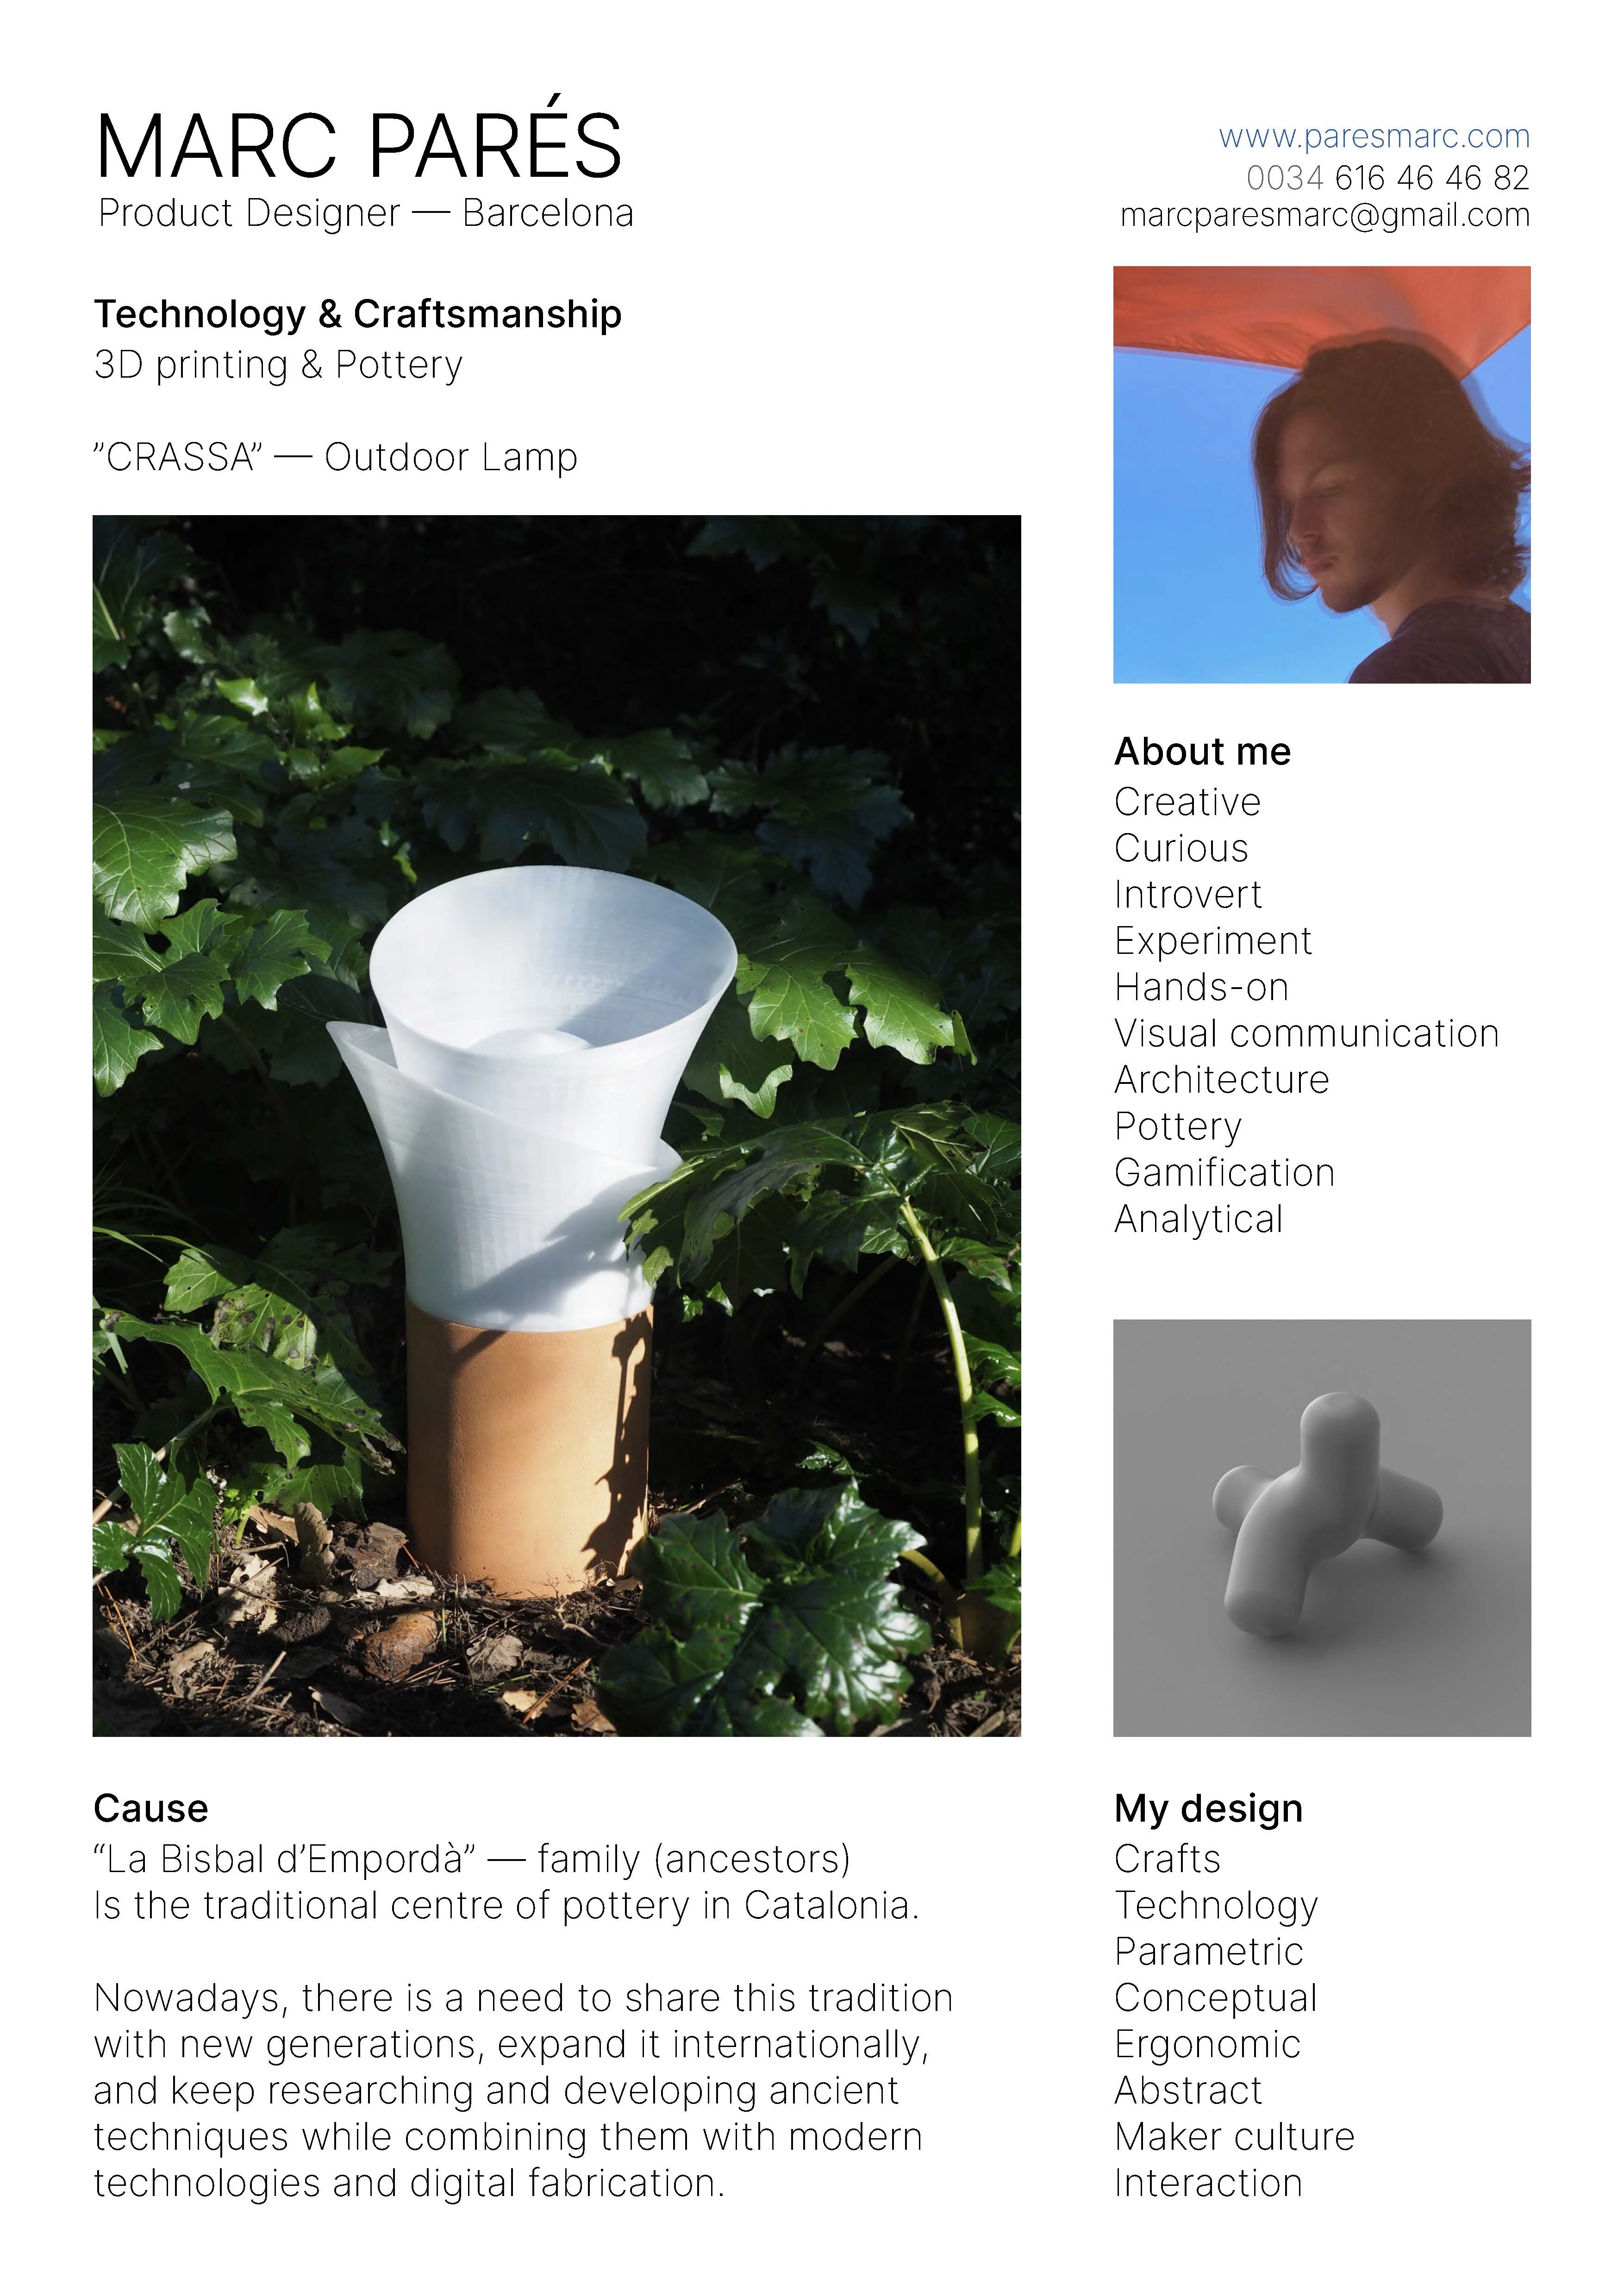 MARC PARÉS
Product Designer — Barcelona
www.paresmarc.com
0034 616 46 46 82
marcparesmarc@gmail.com
Technology & Craftsmanship
3D printing & Pottery
”CRASSA” — Outdoor Lamp
About me
Creative
Curious
Introvert
Experiment
Hands-on
Visual communication
Architecture
Pottery
Gamification
Analytical
Cause
“La Bisbal d’Empordà” — family (ancestors)
Is the traditional centre of pottery in Catalonia.
Nowadays, there is a need to share this tradition
with new generations, expand it internationally,
and keep researching and developing ancient
techniques while combining them with modern
technologies and digital fabrication.
My design
Crafts
Technology
Parametric
Conceptual
Ergonomic
Abstract
Maker culture
Interaction